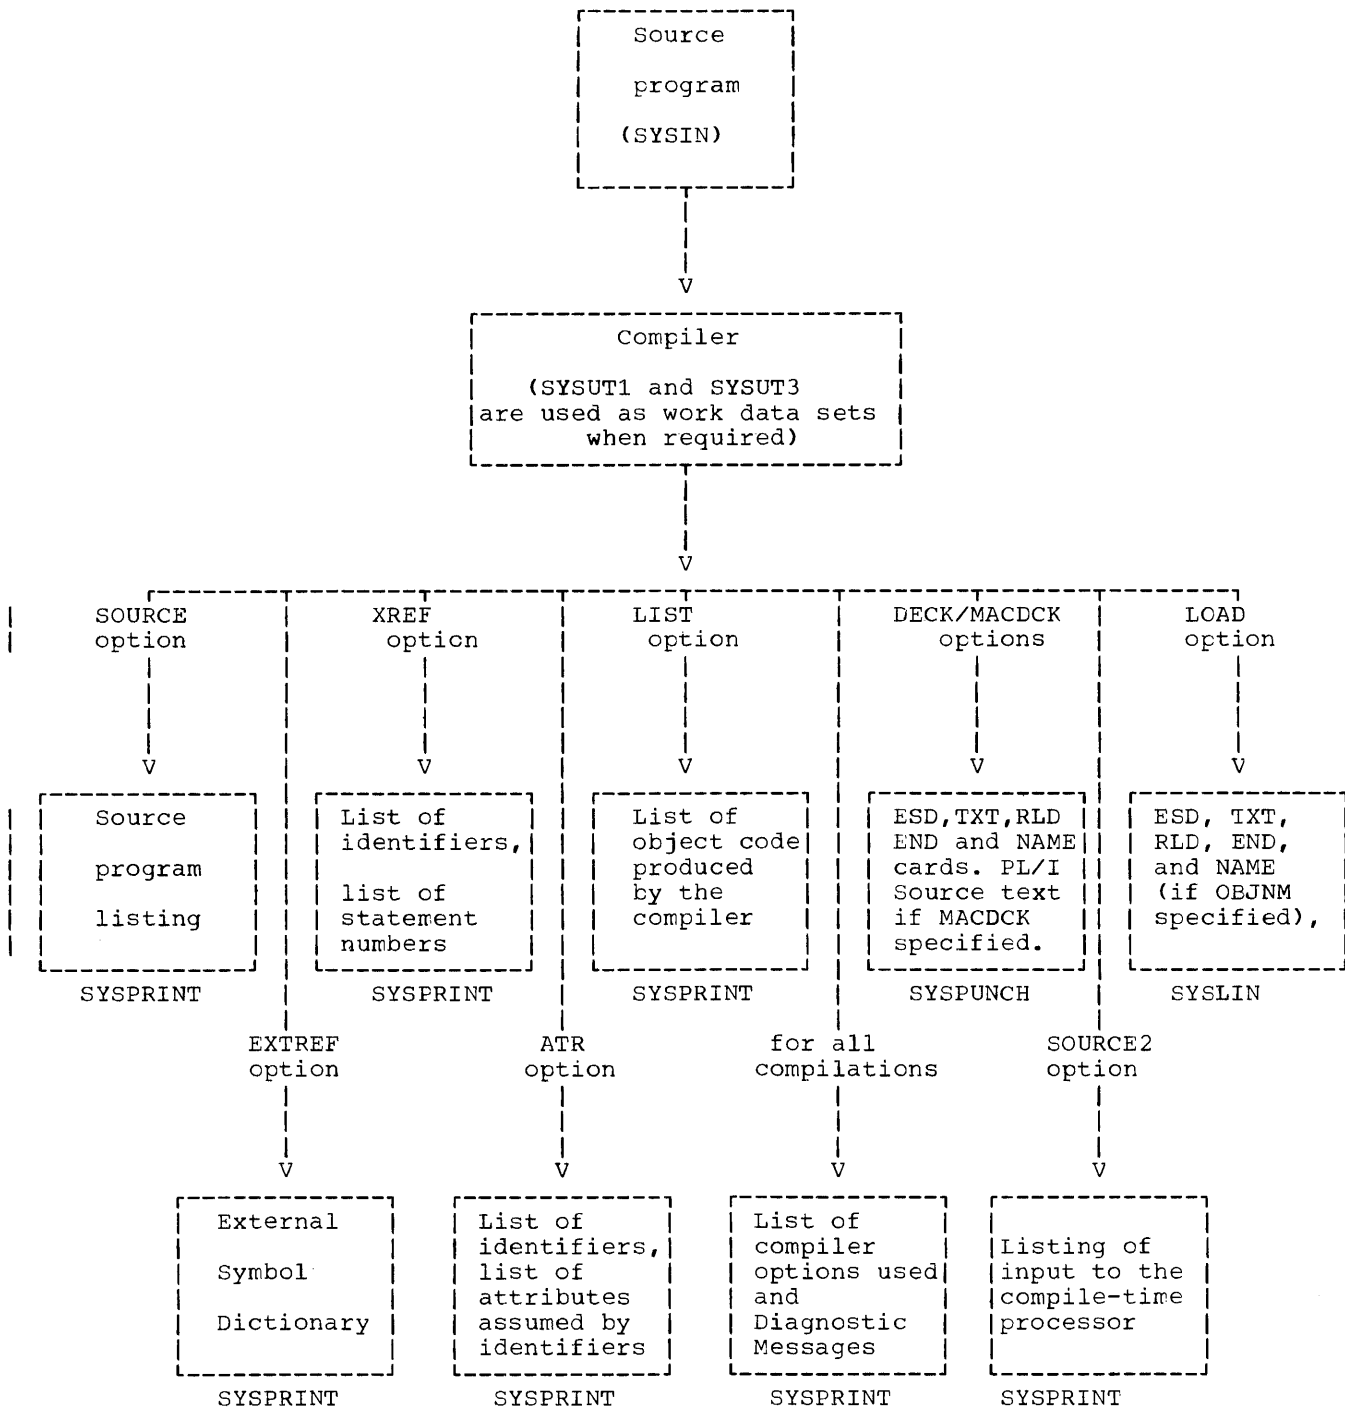 Source
program
(SYSIN)
Compiler
(SYSUT1 and SYSUT3
are used as work data sets
when required)
SOURCE
option
XREF
option
LIST
option
DECK/MACDCK
options
LOAD
option
Source
program
listing
SYSPRINT
List of
identifiers,
list of
statement
numbers
SYSPRINT
List of
object code
produced
by the
compiler
SYSPRINT
ESD,TXT,RLD
END and NAME
cards. PL/I
Source text
if MACDCK
specified.
SYSPUNCH
ESD, TXT,
RLD, END,
and NAME
(if OBJNM
specified),
SYSLIN
EXTREF
option
ATR
option
for all
compilations
SOURCE2
option
External
Symbol
Dictionary
SYSPRINT
List of
identifiers,
list of
attributes
assumed by
identifiers
SYSPRINT
List of
compiler
options used
and
Diagnostic
Messages
SYSPRINT
Listing of
input to the
compile-time
processor
SYSPRINT